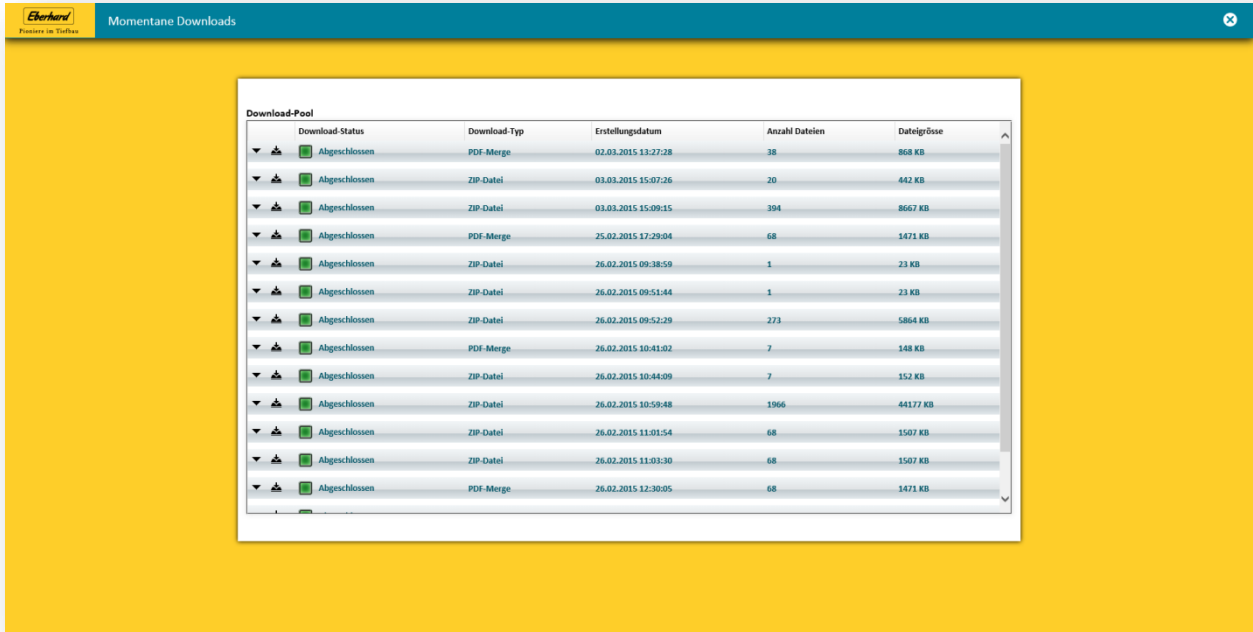 Eberhard
Pioniere im Tiefbau
Momentane Downloads
Download-Pool
Download-Status Download-Typ Erstellungsdatum Anzahl Dateien Dateigrösse
Abgeschlossen PDF-Merge 02.03.2015 13:27:28 38 868 KB
Abgeschlossen ZIP-Datei 03.03.2015 15:07:26 20 442 KB
Abgeschlossen ZIP-Datei 03.03.2015 15:09:15 394 8667 KB
Abgeschlossen PDF-Merge 25.02.2015 17:29:04 68 1471 KB
Abgeschlossen ZIP-Datei 26.02.2015 09:38:59 1 23 KB
Abgeschlossen ZIP-Datei 26.02.2015 09:51:44 1 23 KB
Abgeschlossen ZIP-Datei 26.02.2015 09:52:29 273 5864 KB
Abgeschlossen PDF-Merge 26.02.2015 10:41:02 7 148 KB
Abgeschlossen ZIP-Datei 26.02.2015 10:44:09 7 152 KB
Abgeschlossen ZIP-Datei 26.02.2015 10:59:48 1966 44177 KB
Abgeschlossen ZIP-Datei 26.02.2015 11:01:54 68 1507 KB
Abgeschlossen ZIP-Datei 26.02.2015 11:03:30 68 1507 KB
Abgeschlossen PDF-Merge 26.02.2015 12:30:05 68 1471 KB